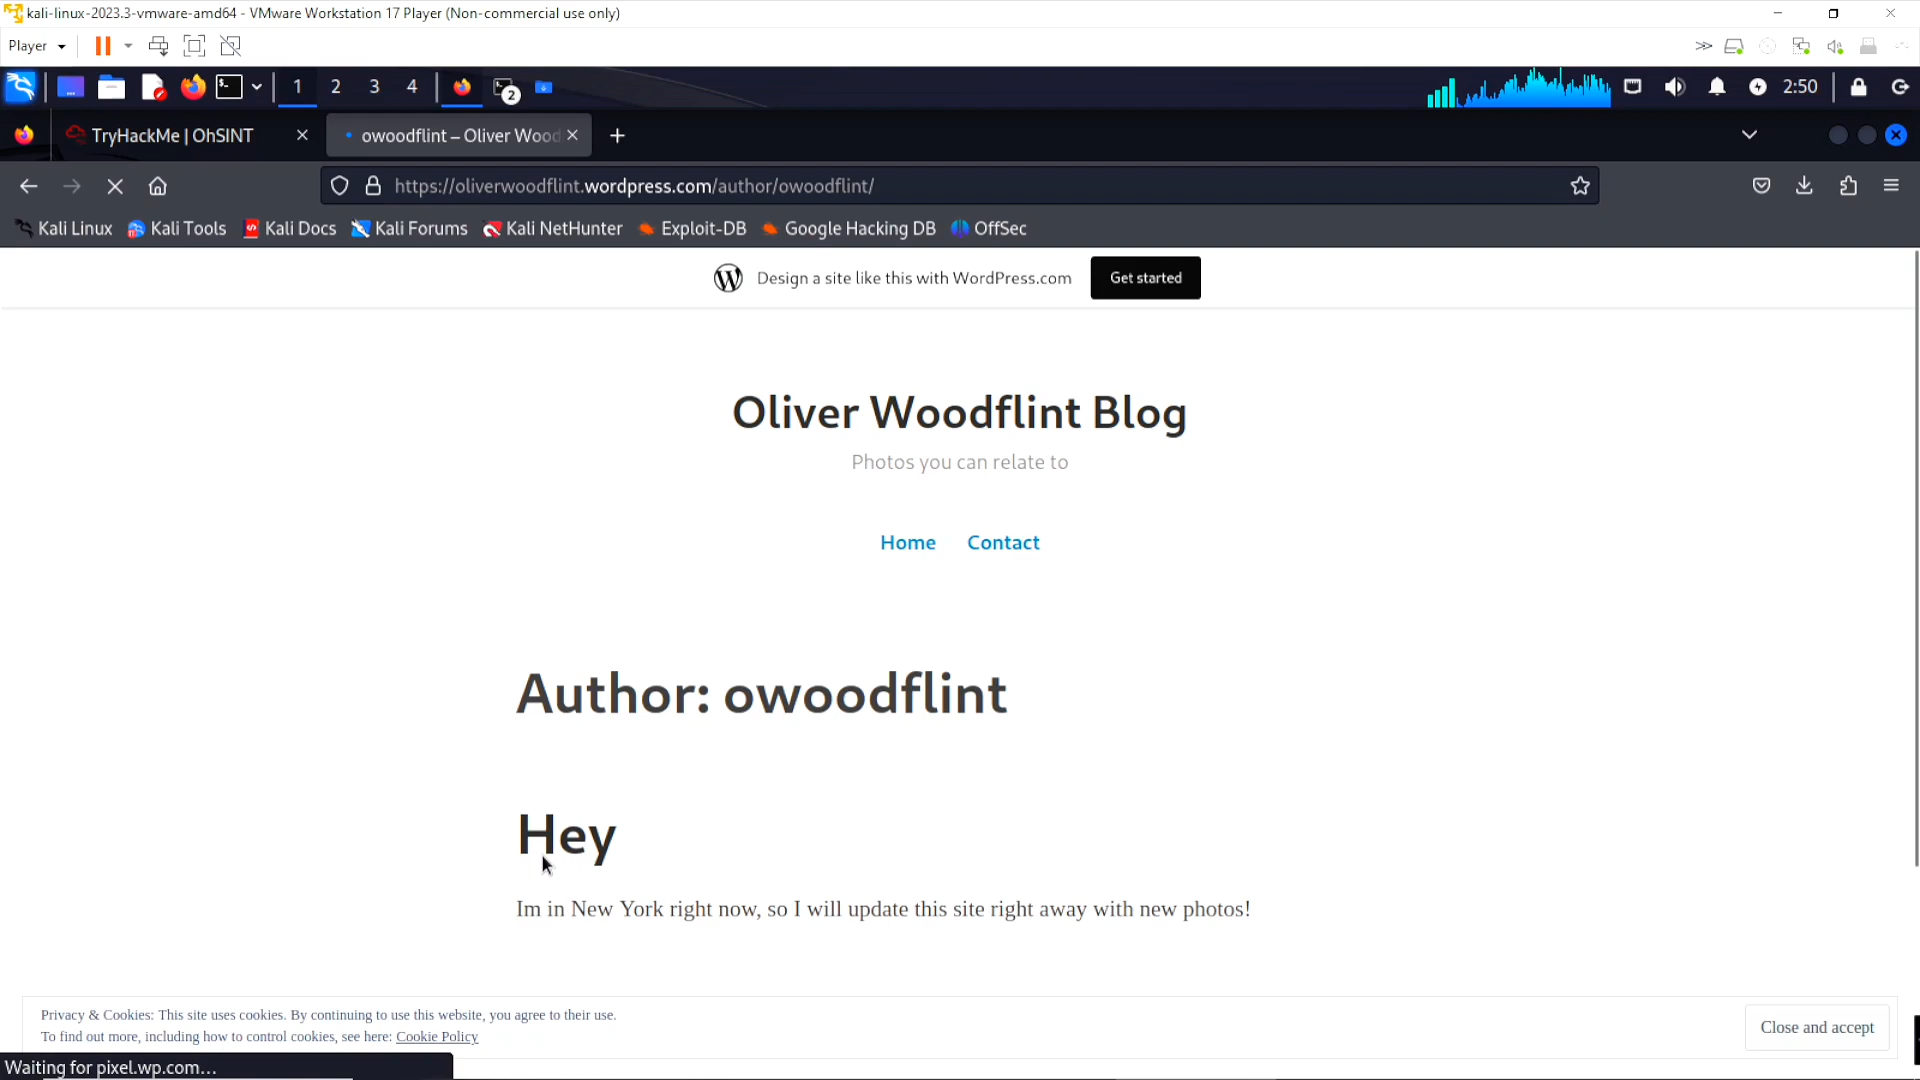 kali-linux-2023.3-vmware-amd64 - VMware Workstation 17 Player (Non-commercial use only)
Player
1 2 3 4 2 2:50
TryHackMe | OhSINT owoodflint – Oliver Wood
https://oliverwoodflint.wordpress.com/author/owoodflint/
Kali Linux Kali Tools Kali Docs Kali Forums Kali NetHunter Exploit-DB Google Hacking DB OffSec
Design a site like this with WordPress.com Get started
Oliver Woodflint Blog
Photos you can relate to
Home Contact
Author: owoodflint
Hey
Im in New York right now, so I will update this site right away with new photos!
Privacy & Cookies: This site uses cookies. By continuing to use this website, you agree to their use.
To find out more, including how to control cookies, see here: Cookie Policy
Close and accept
Waiting for pixel.wp.com…